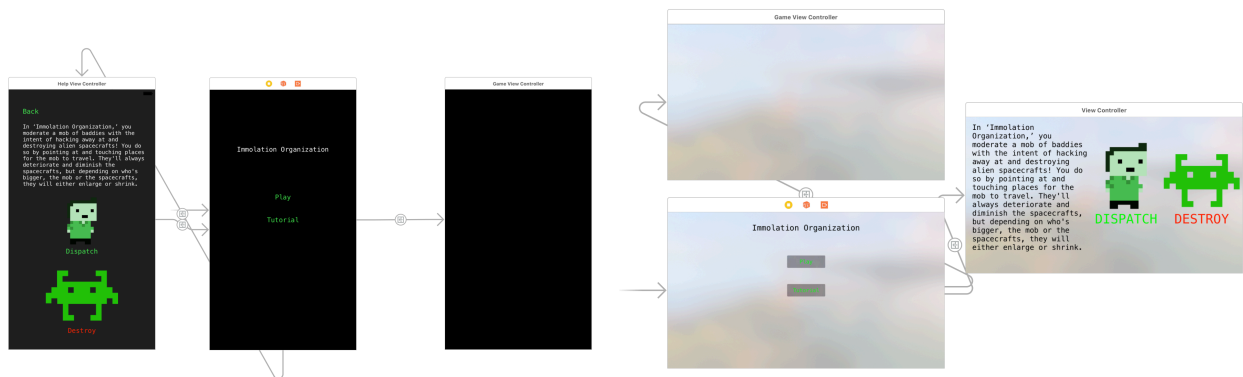 Help View Controller
Back
In ‘Immolation Organization,’ you
moderate a mob of baddies with the
intent of hacking away at and
destroying alien spacecrafts! You do
so by pointing at and touching places
for the mob to travel. They'll always
deteriorate and diminish the
spacecrafts, but depending on who's
bigger, the mob or the spacecrafts,
they will either enlarge or shrink.
Dispatch
Destroy
Immolation Organization
Play
Tutorial
Game View Controller
Game View Controller
Immolation Organization
View Controller
In ‘Immolation
Organization,’ you
moderate a mob of baddies
with the intent of hacking
away at and destroying
alien spacecrafts! You do
so by pointing at and
touching places for the
mob to travel. They'll
always deteriorate and
diminish the spacecrafts,
but depending on who's
bigger, the mob or the
spacecrafts, they will
either enlarge or shrink.
DISPATCH
DESTROY